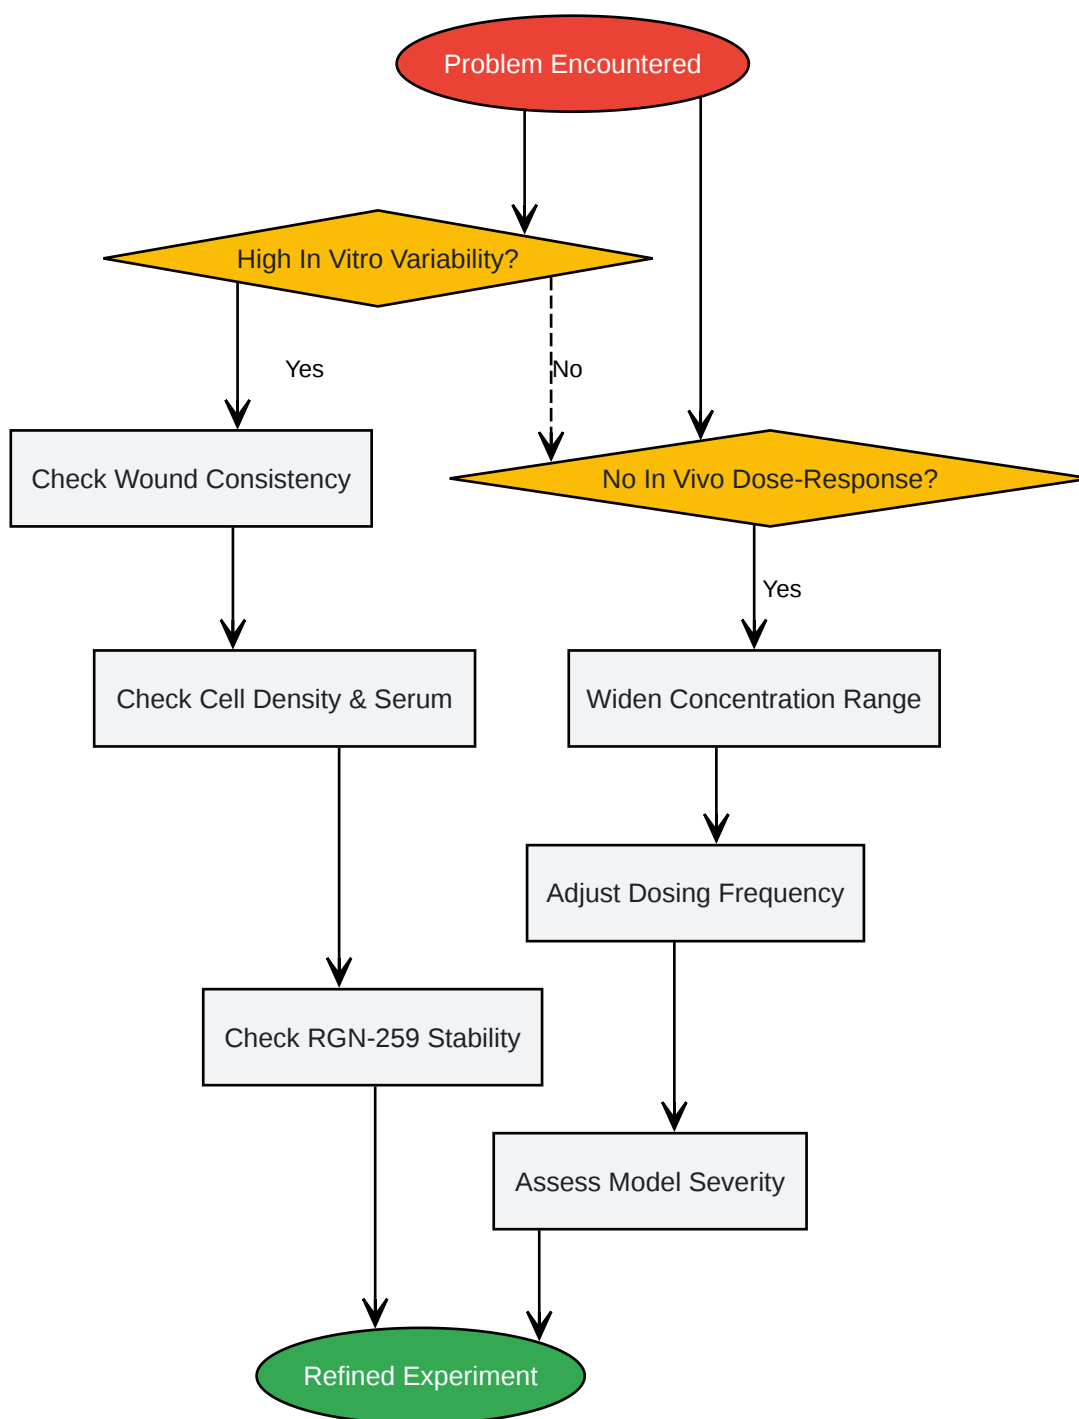 Problem Encountered
High In Vitro Variability?
Yes
No
Check Wound Consistency
No In Vivo Dose-Response?
Yes
Check Cell Density & Serum
Widen Concentration Range
Adjust Dosing Frequency
Check RGN-259 Stability
Assess Model Severity
Refined Experiment